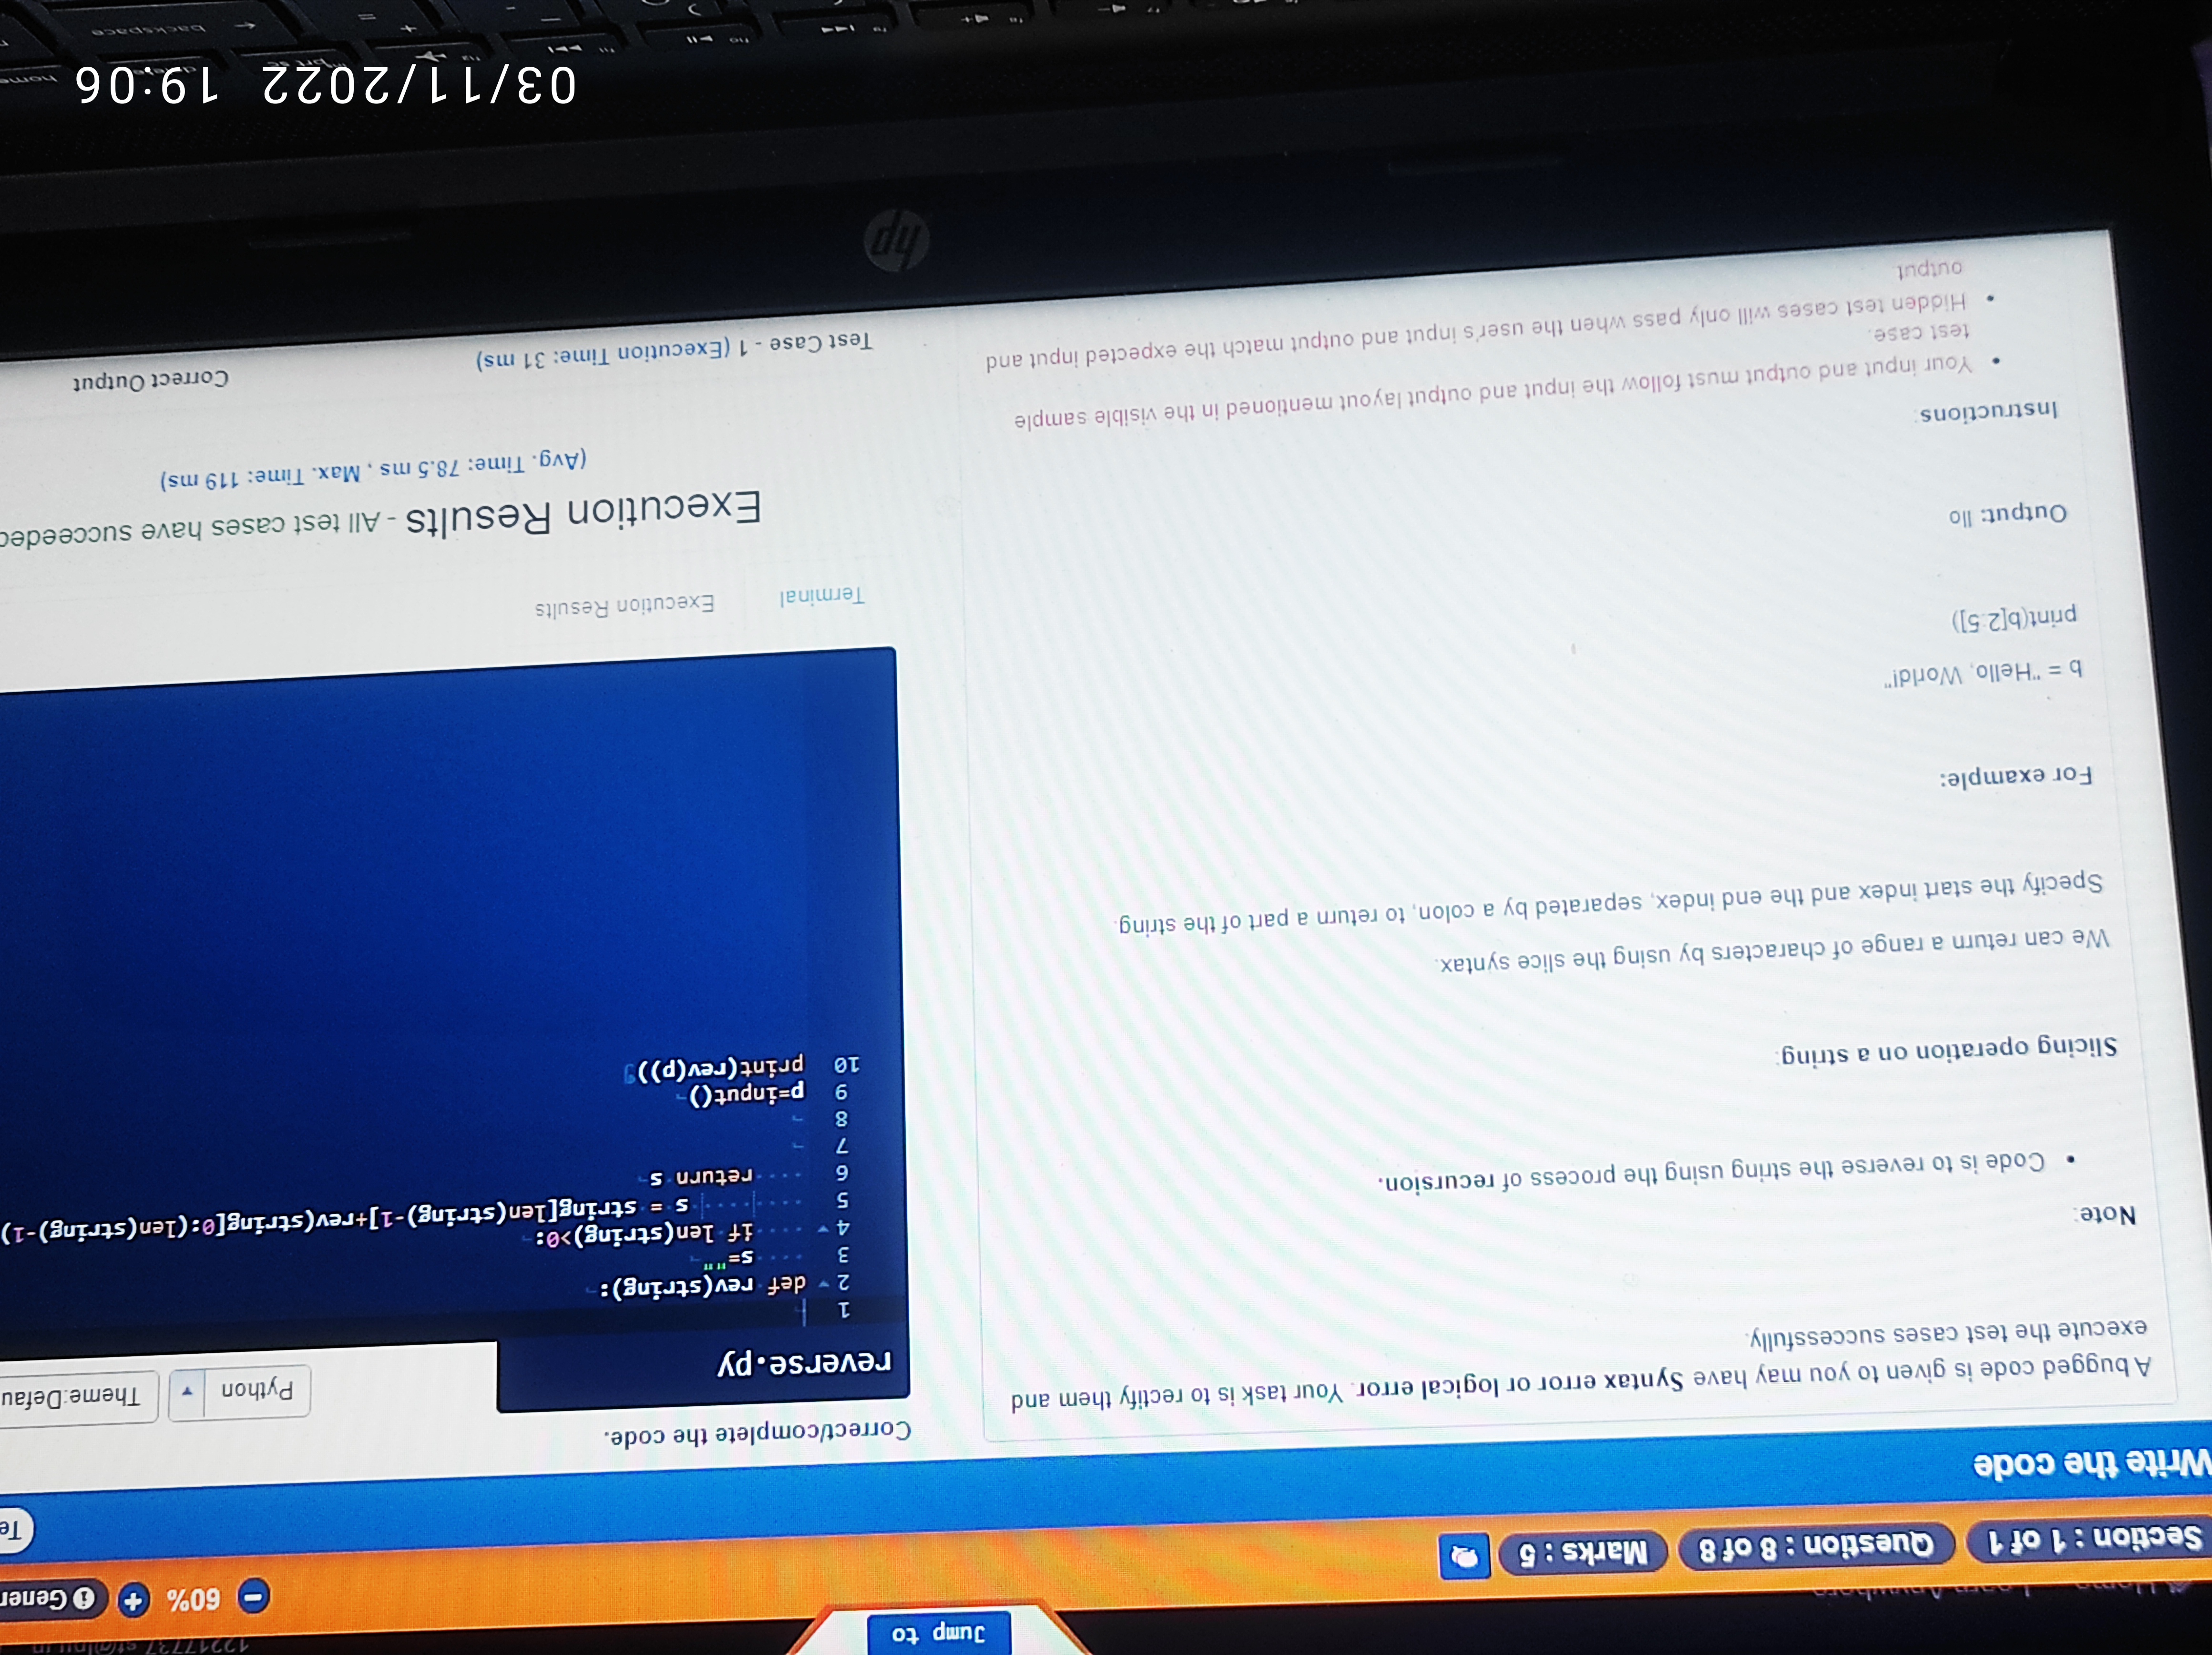 Jump to
Home Learn Anywhere
60%
Section : 1 of 1
Question : 8 of 8
Marks : 5
Write the code
A bugged code is given to you may have Syntax error or logical error. Your task is to rectify them and
execute the test cases successfully.
Note:
• Code is to reverse the string using the process of recursion.
Slicing operation on a string:
We can return a range of characters by using the slice syntax.
Specify the start index and the end index, separated by a colon, to return a part of the string.
For example:
b = "Hello, World!"
print(b[2:5])
Output: llo
Instructions:
• Your input and output must follow the input and output layout mentioned in the visible sample
test case.
• Hidden test cases will only pass when the user's input and output match the expected input and
output
Correct/complete the code.
Python
reverse.py
1
2 def rev(string):
3 s=""
4 if len(string)>0:
5 s = string[len(string)-1]+rev(string[0:(len(string)-1)
6 return s
7
8
9 p=input()
10 print(rev(p))
Terminal Execution Results
Execution Results - All test cases have succeeded
(Avg. Time: 78.5 ms , Max. Time: 119 ms)
Test Case - 1 (Execution Time: 31 ms)
Correct Output
hp
03/11/2022 19:06
home
backspace